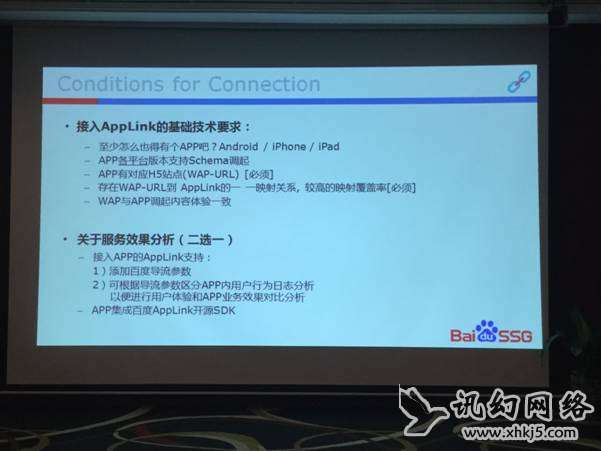 Conditions for Connection
• 接入AppLink的基础技术要求：
– 至少怎么也得有个APP吧？Android / iPhone / iPad
– APP各平台版本支持Schema调起
– APP有对应H5站点(WAP-URL) [必须]
– 存在WAP-URL到 AppLink的一 一映射关系, 较高的映射覆盖率[必须]
– WAP与APP调起内容体验一致
• 关于服务效果分析（二选一）
– 接入APP的AppLink支持：
1）添加百度导流参数
2）可根据导流参数区分APP内用户行为日志分析
以便进行用户体验和APP业务效果对比分析
– APP集成百度AppLink开源SDK
Bai du SSG
讯幻网络
www.xhkj5.com